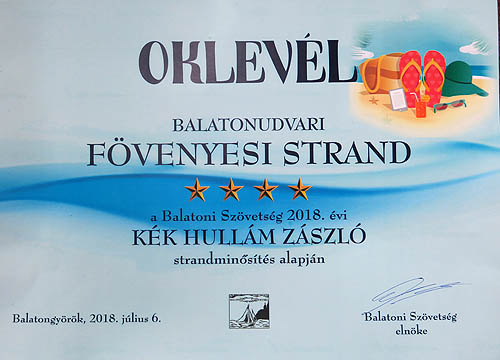 OKLEVÉL
BALATONUDVARI
FÖVENYESI STRAND
a Balatoni Szövetség 2018. évi
KÉK HULLÁM ZÁSZLÓ
strandminősítés alapján
Balatongyörök, 2018. július 6.
Balatoni Szövetség
elnöke